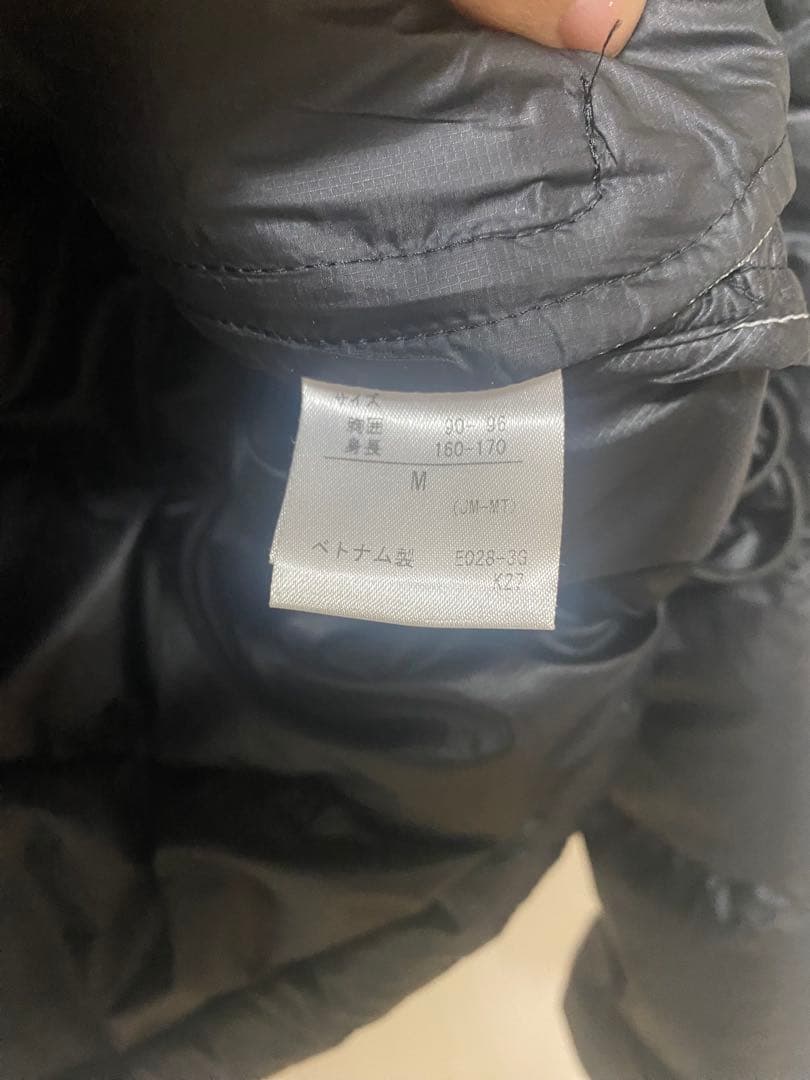 サイズ
胸囲 90- 96
身長 160-170
M
(JM-MT)
ベトナム製 E028-3G
K27